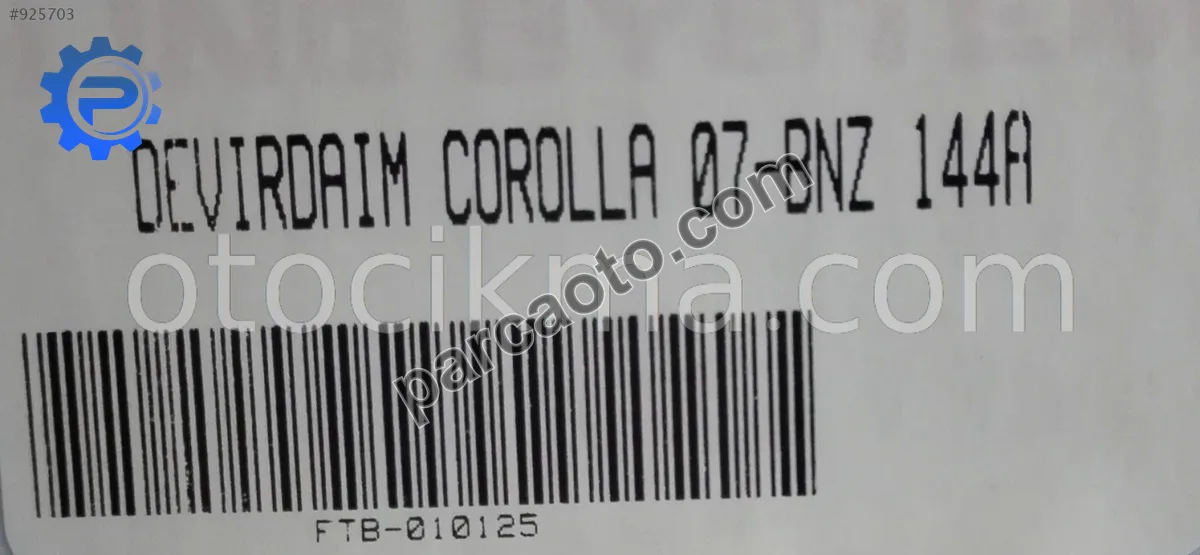 #925703
DEVIRDAIM COROLLA 07-BNZ 144A
otocikma.com
parcaoto.com
FTB-010125